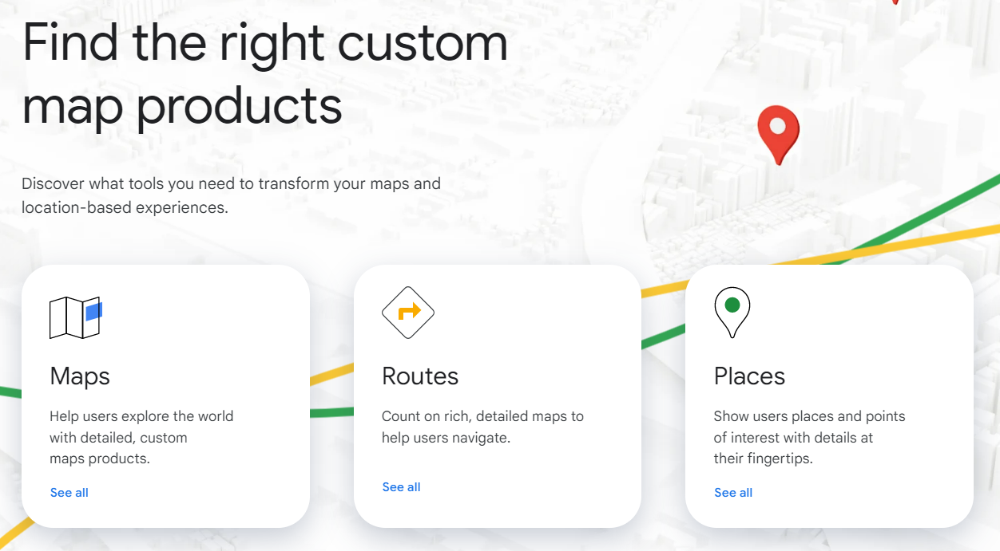 Find the right custom
map products
Discover what tools you need to transform your maps and
location-based experiences.
Maps
Help users explore the world
with detailed, custom
maps products.
See all
Routes
Count on rich, detailed maps to
help users navigate.
See all
Places
Show users places and points
of interest with details at
their fingertips.
See all